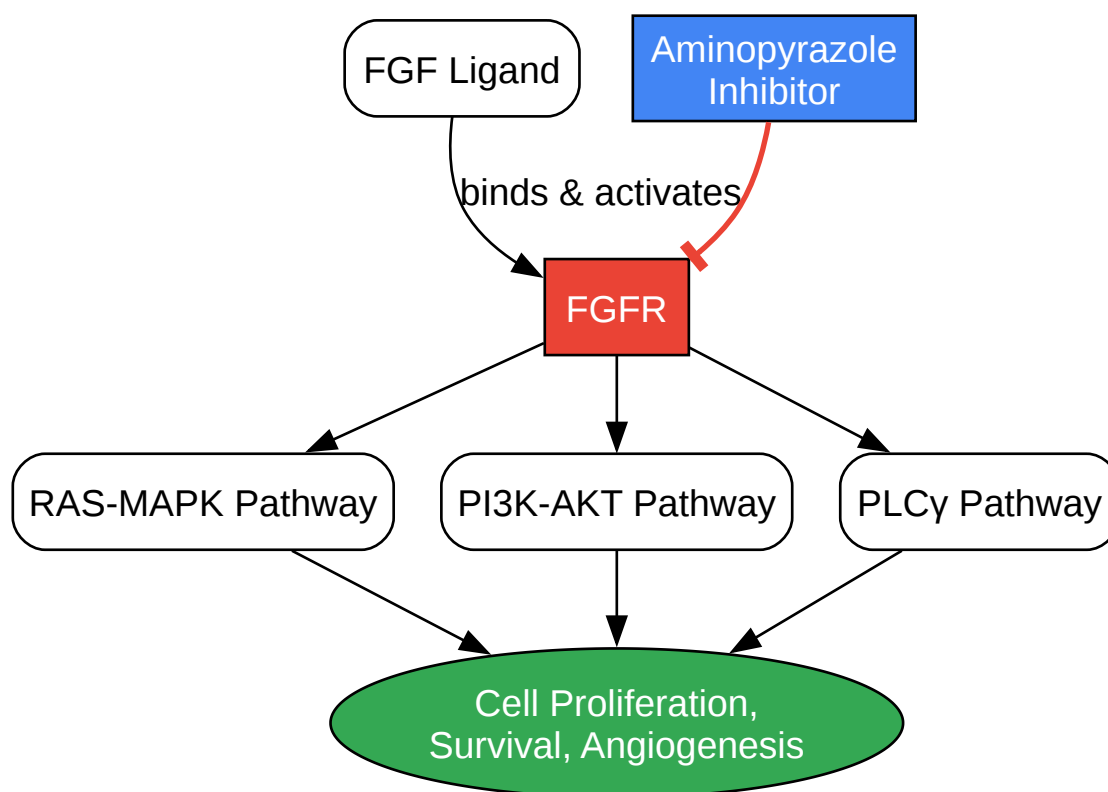 FGF Ligand
Aminopyrazole
Inhibitor
binds & activates
FGFR
RAS-MAPK Pathway
PI3K-AKT Pathway
PLCγ Pathway
Cell Proliferation,
Survival, Angiogenesis